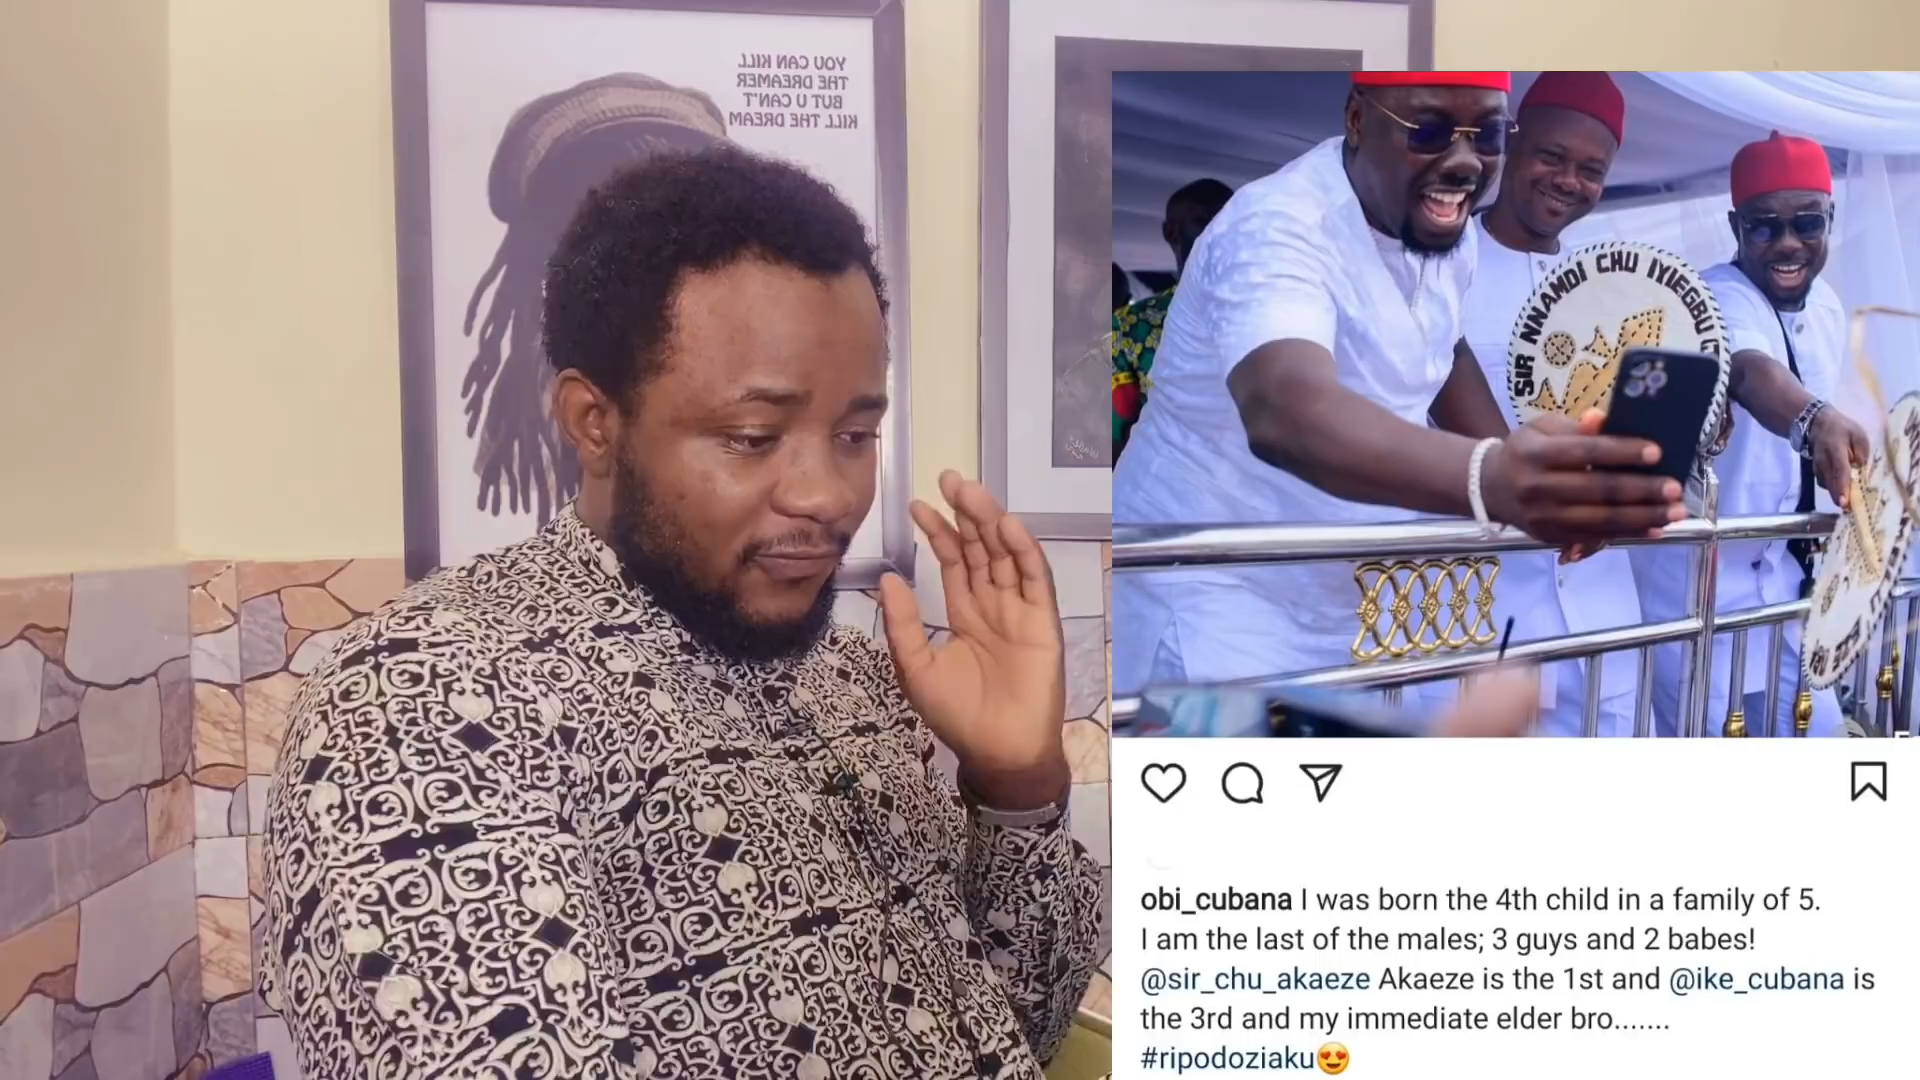 YOU CAN KILL
THE DREAMER
BUT U CAN'T
KILL THE DREAM
SIR NNAMDI CHU IYIEGBU
obi_cubana I was born the 4th child in a family of 5.
I am the last of the males; 3 guys and 2 babes!
@sir_chu_akaeze Akaeze is the 1st and @ike_cubana is
the 3rd and my immediate elder bro.......
#ripodoziaku😍